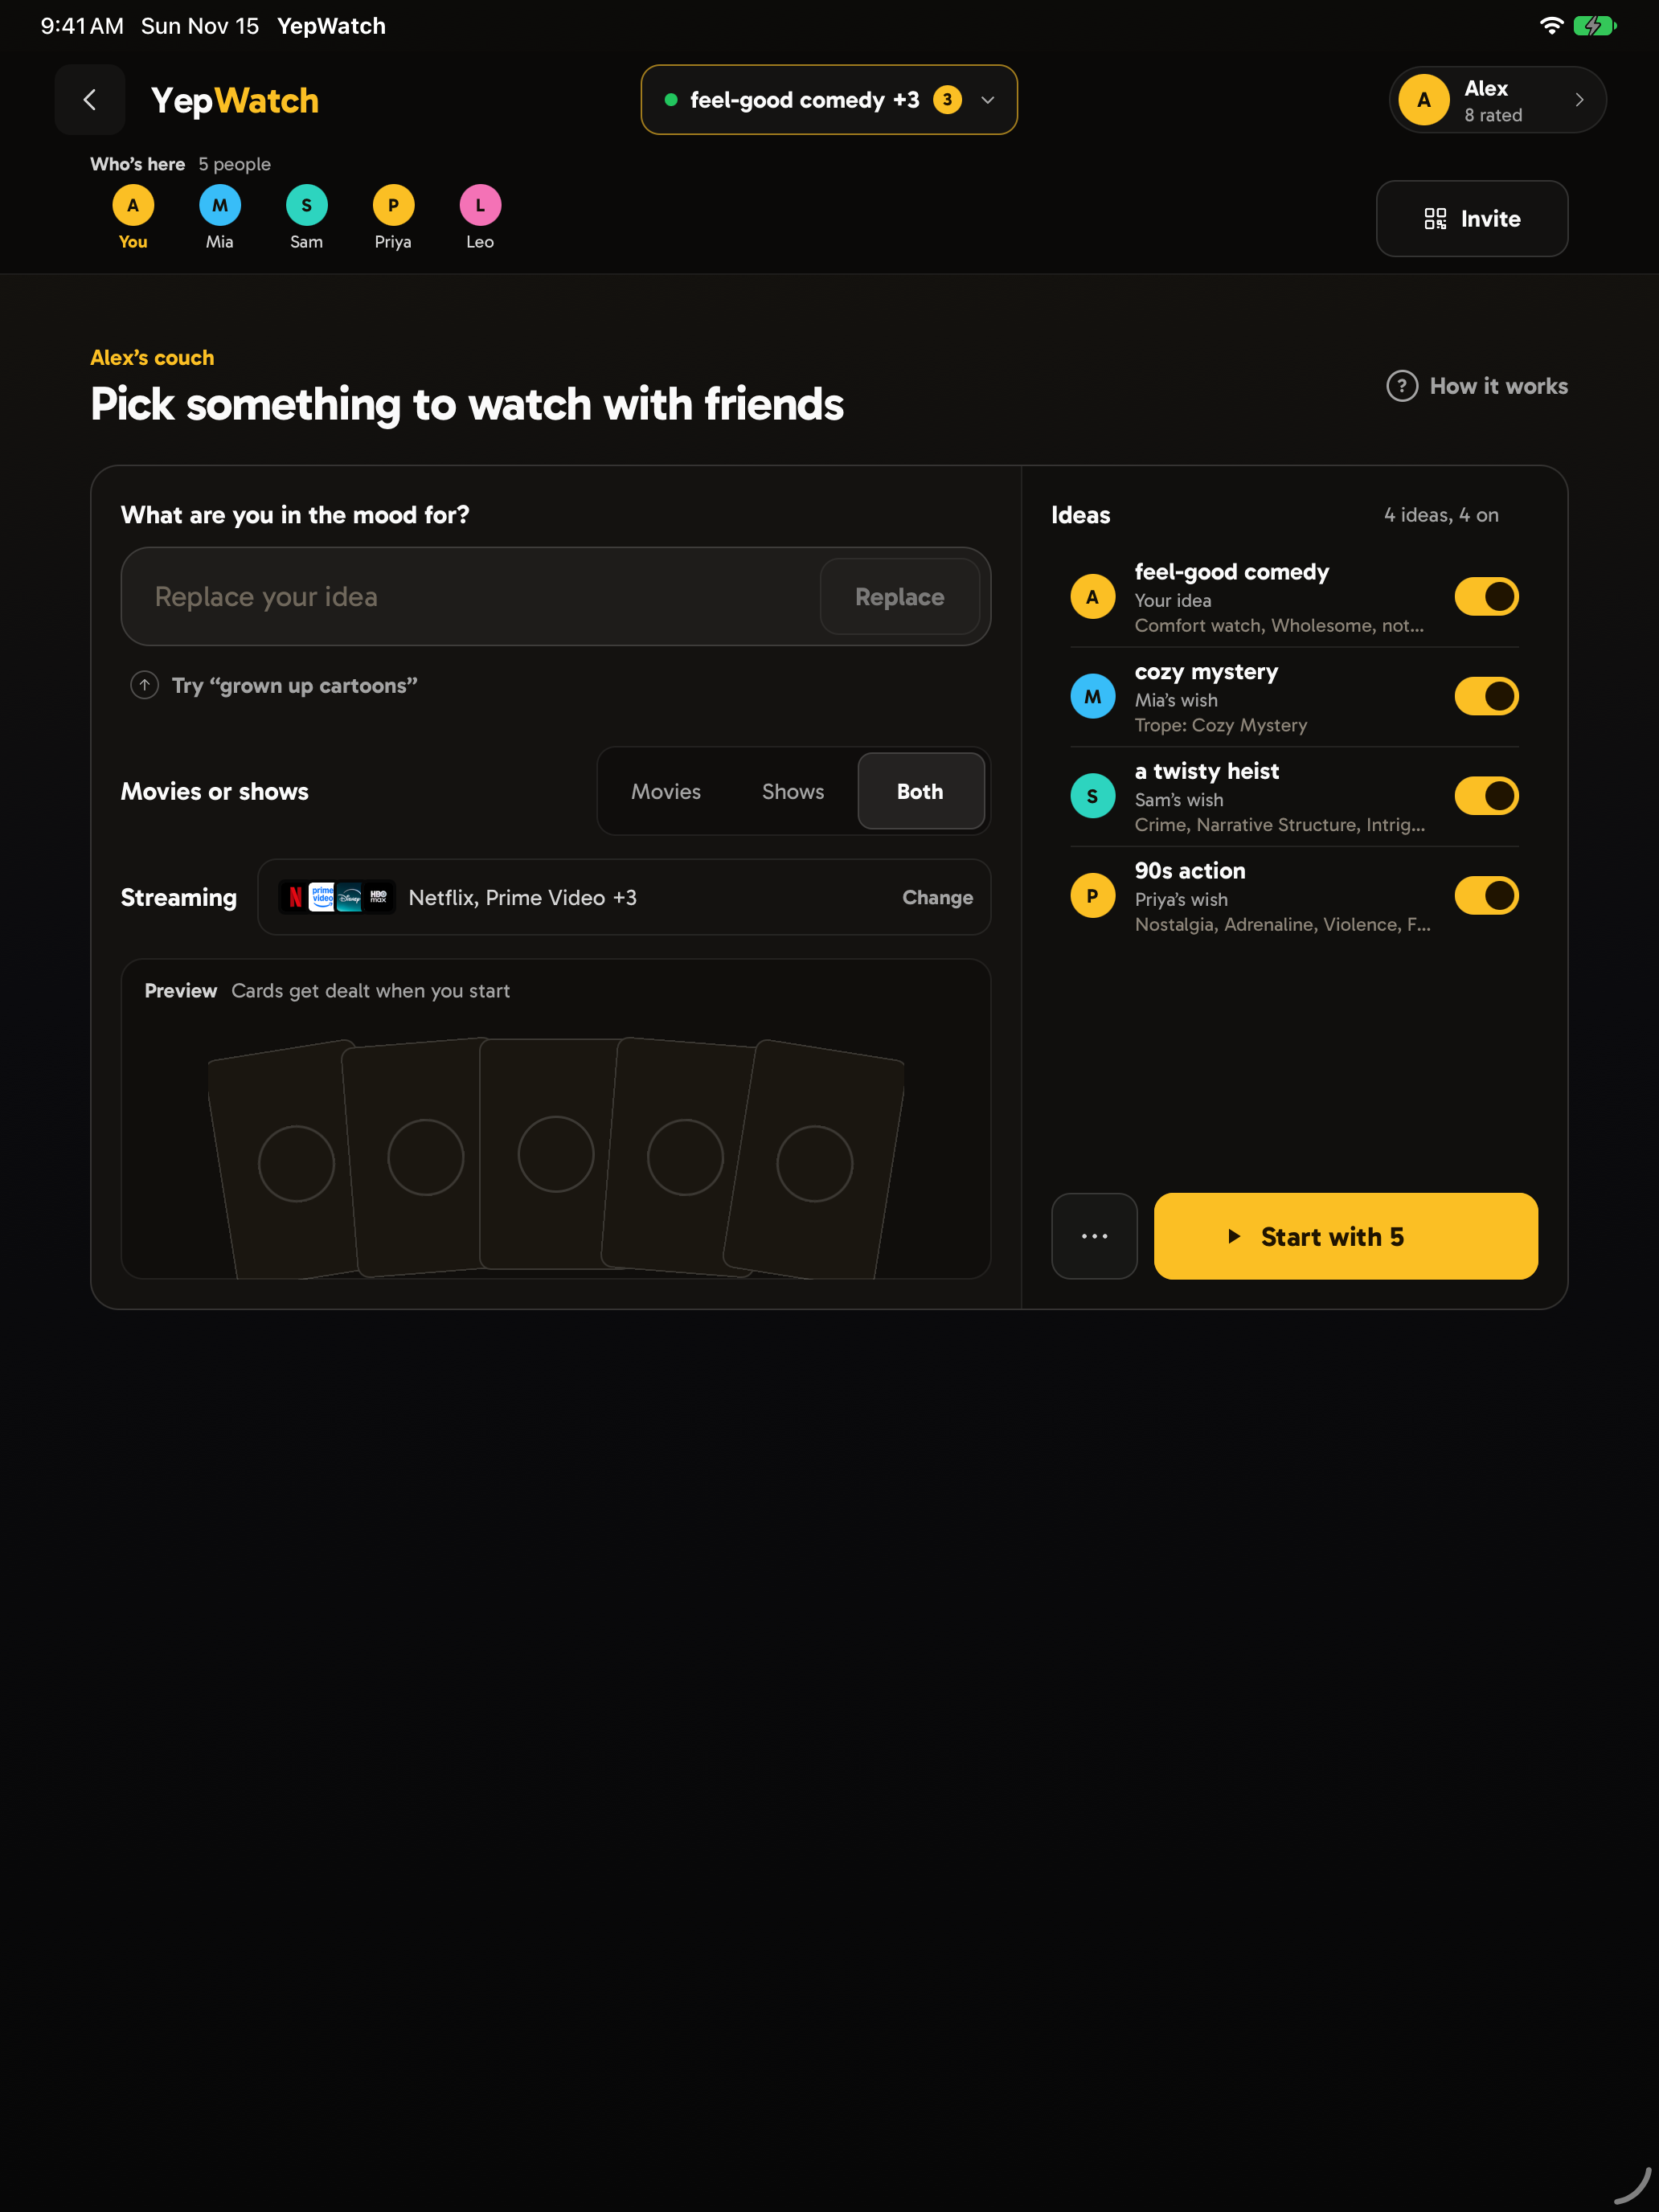 9:41 AM Sun Nov 15 YepWatch
YepWatch
feel-good comedy +3 3
A Alex
8 rated
Who’s here 5 people
A M S P L
You Mia Sam Priya Leo
Invite
Alex’s couch
Pick something to watch with friends
? How it works
What are you in the mood for?
Replace your idea Replace
Try “grown up cartoons”
Movies or shows Movies Shows Both
Streaming N prime video Disney HBO max Netflix, Prime Video +3 Change
Preview Cards get dealt when you start
Ideas 4 ideas, 4 on
A feel-good comedy
Your idea
Comfort watch, Wholesome, not...
M cozy mystery
Mia’s wish
Trope: Cozy Mystery
S a twisty heist
Sam’s wish
Crime, Narrative Structure, Intrig...
P 90s action
Priya’s wish
Nostalgia, Adrenaline, Violence, F...
Start with 5